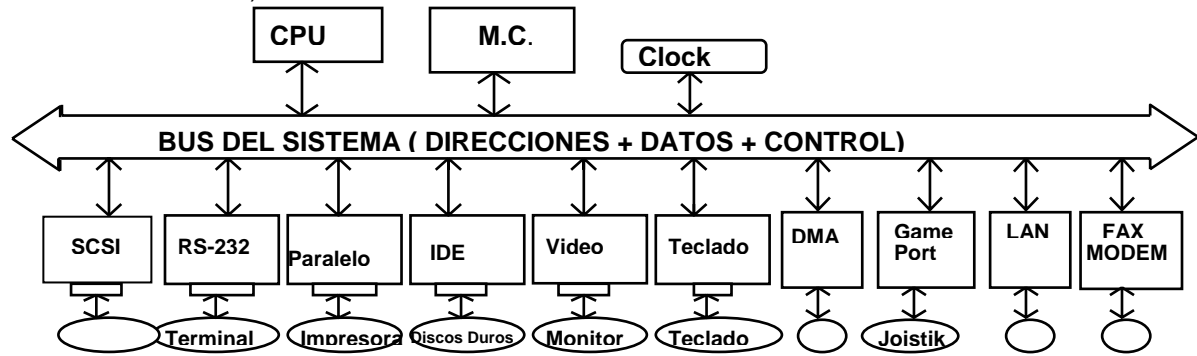 CPU
M.C.
Clock
BUS DEL SISTEMA ( DIRECCIONES + DATOS + CONTROL)
SCSI
RS-232
Paralelo
IDE
Video
Teclado
DMA
Game
Port
LAN
FAX
MODEM
Terminal
Impresora
Discos Duros
Monitor
Teclado
Joistik